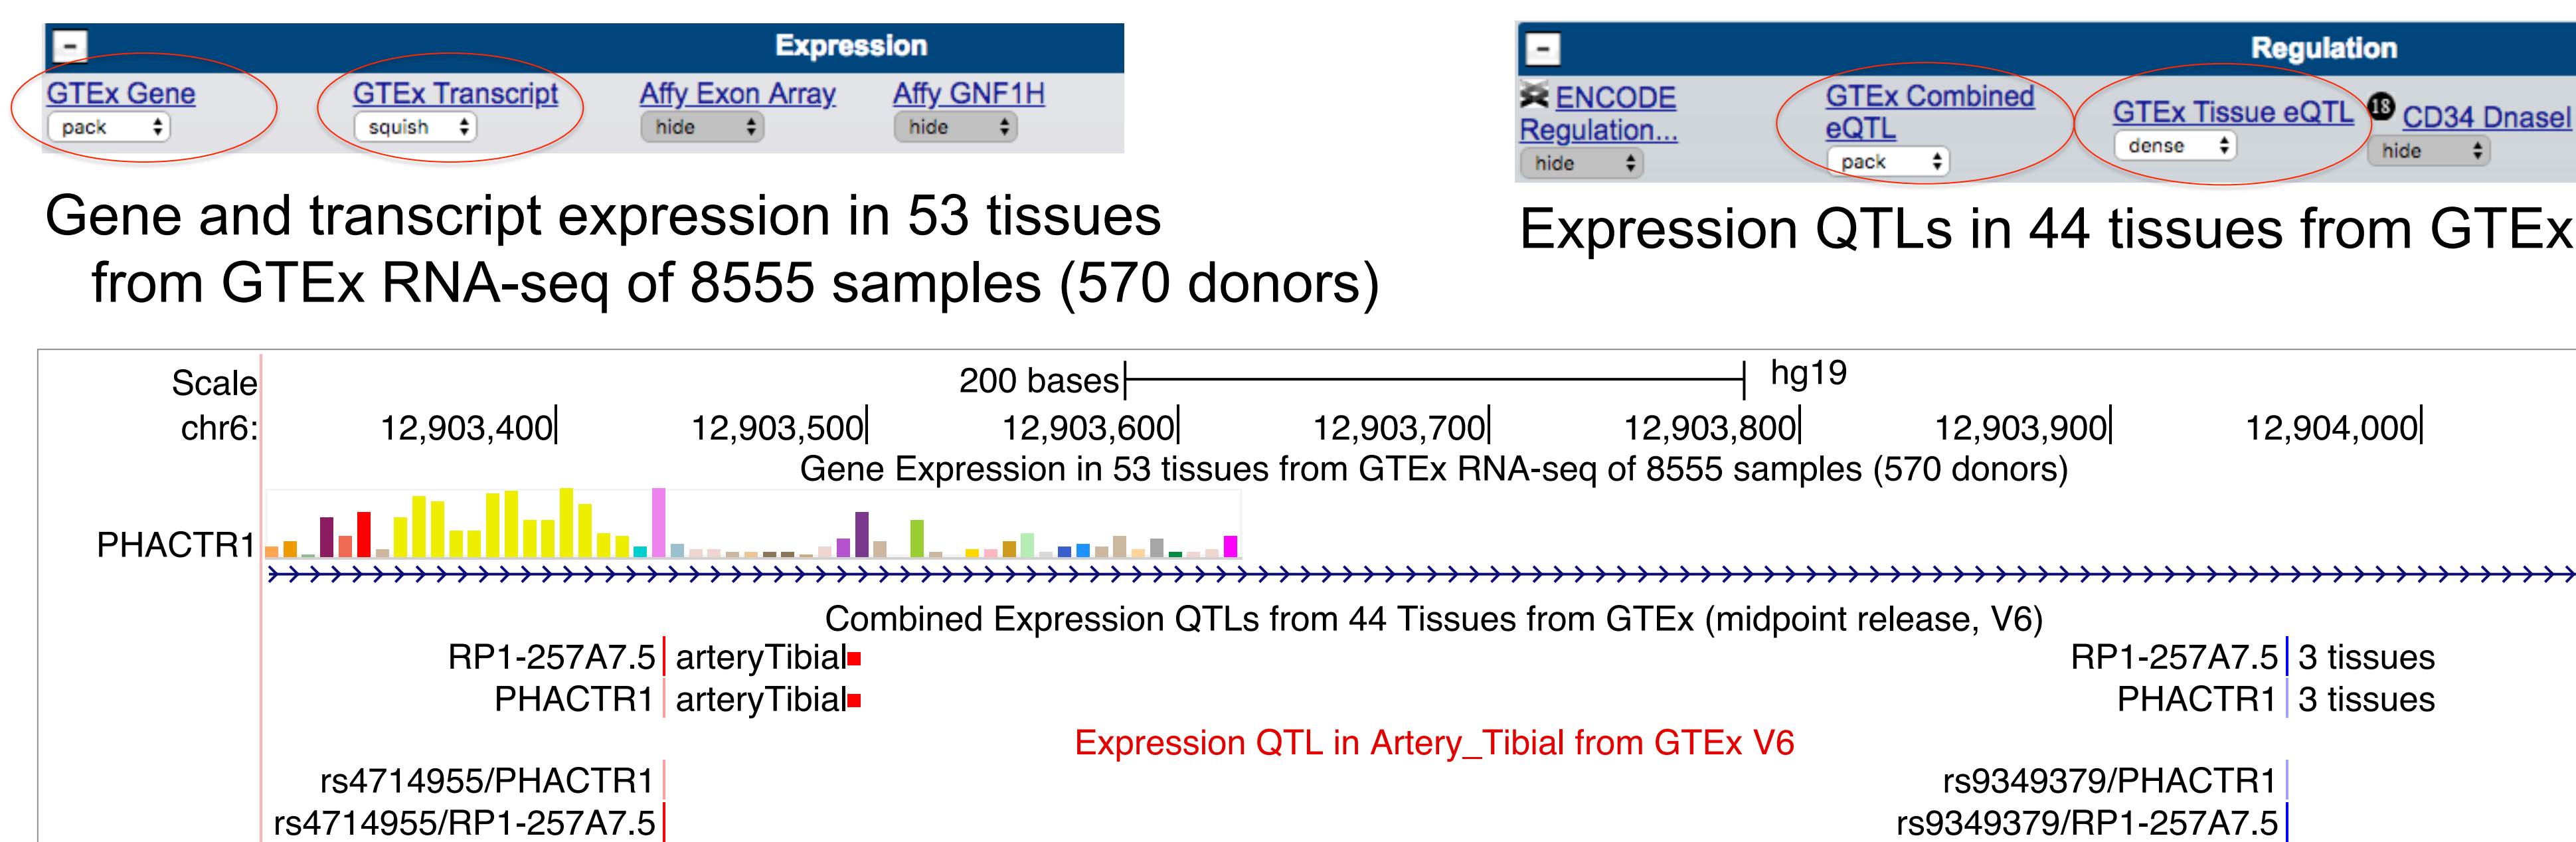 Expression
GTEx Gene GTEx Transcript Affy Exon Array Affy GNF1H
pack squish hide hide
Regulation
ENCODE Regulation... GTEx Combined eQTL GTEx Tissue eQTL 18 CD34 DnaseI
hide pack dense hide
Gene and transcript expression in 53 tissues
from GTEx RNA-seq of 8555 samples (570 donors)
Expression QTLs in 44 tissues from GTEx
Scale 200 bases hg19
chr6: 12,903,400 12,903,500 12,903,600 12,903,700 12,903,800 12,903,900 12,904,000
Gene Expression in 53 tissues from GTEx RNA-seq of 8555 samples (570 donors)
PHACTR1
Combined Expression QTLs from 44 Tissues from GTEx (midpoint release, V6)
RP1-257A7.5 arteryTibial RP1-257A7.5 3 tissues
PHACTR1 arteryTibial PHACTR1 3 tissues
Expression QTL in Artery_Tibial from GTEx V6
rs4714955/PHACTR1 rs9349379/PHACTR1
rs4714955/RP1-257A7.5 rs9349379/RP1-257A7.5